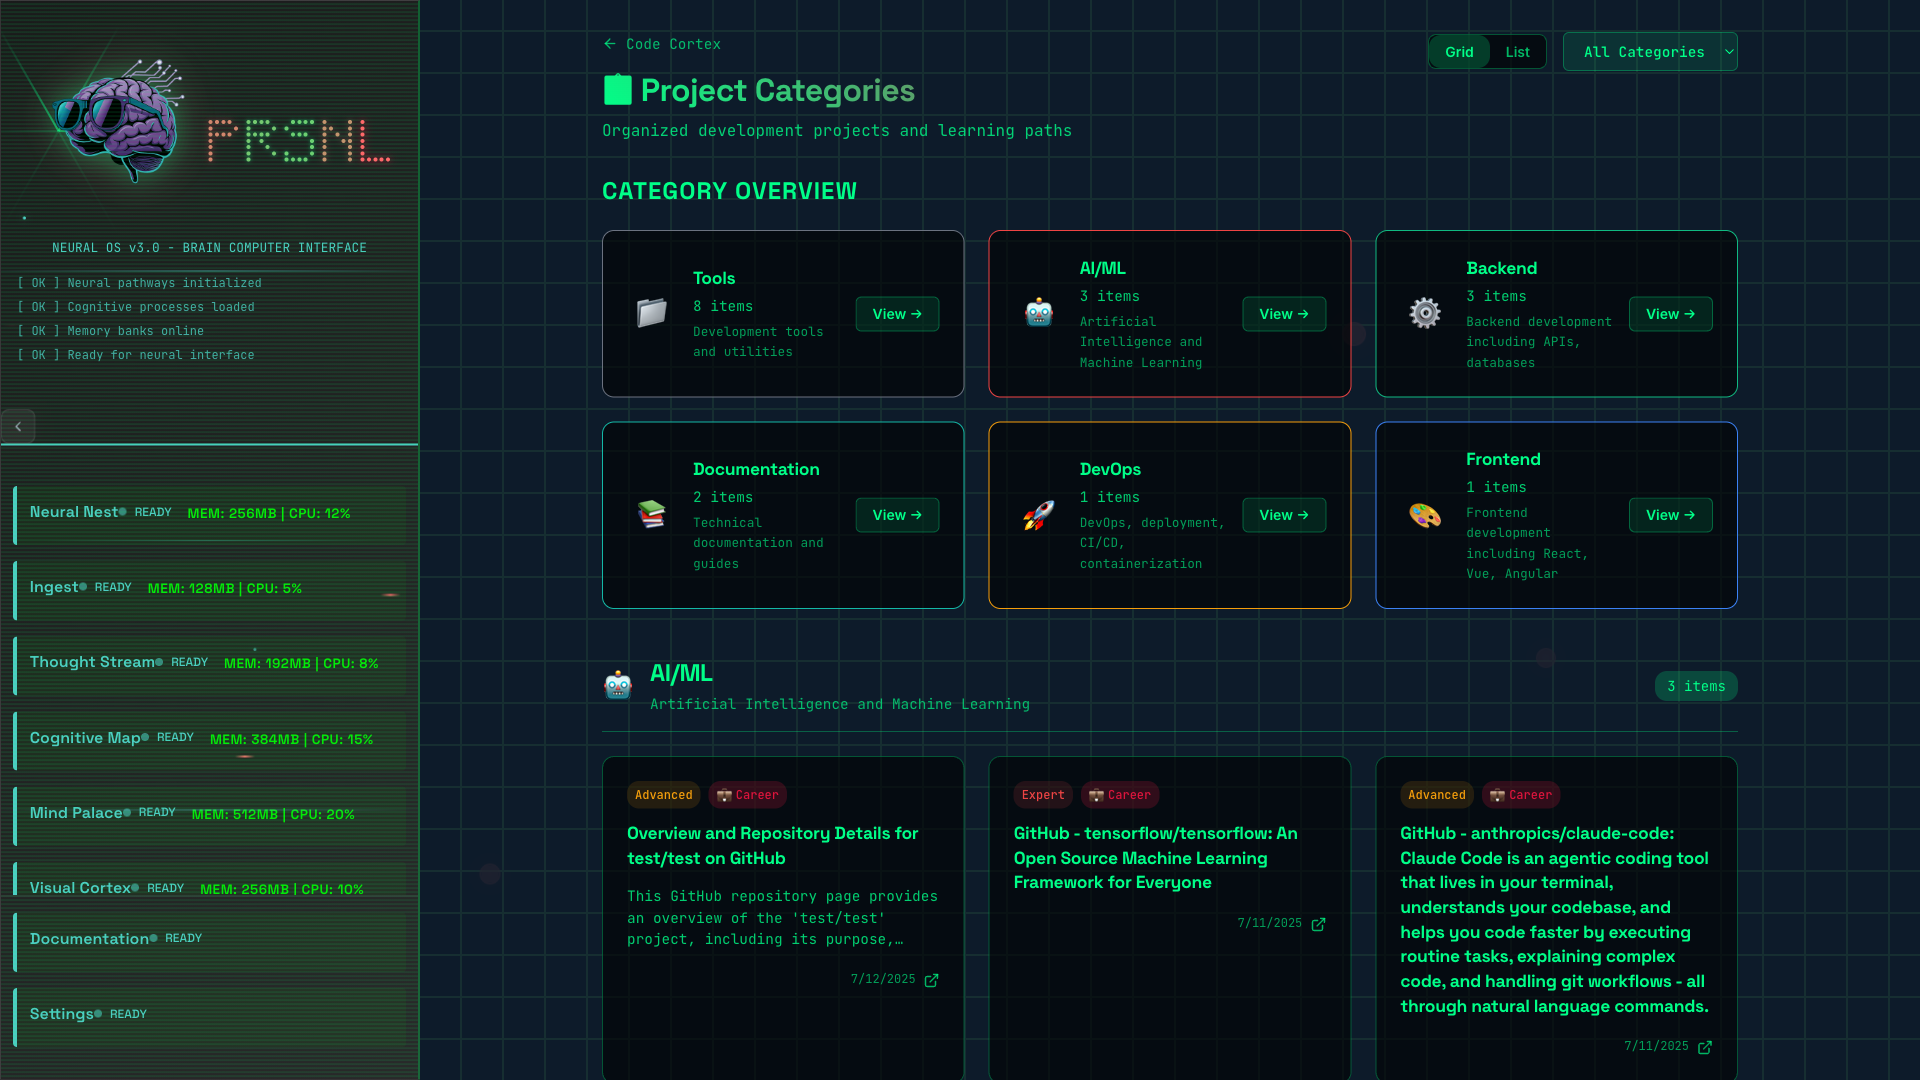 PRSNL
NEURAL OS v3.0 - BRAIN COMPUTER INTERFACE
[ OK ] Neural pathways initialized
[ OK ] Cognitive processes loaded
[ OK ] Memory banks online
[ OK ] Ready for neural interface
Neural Nest READY MEM: 256MB | CPU: 12%
Ingest READY MEM: 128MB | CPU: 5%
Thought Stream READY MEM: 192MB | CPU: 8%
Cognitive Map READY MEM: 384MB | CPU: 15%
Mind Palace READY MEM: 512MB | CPU: 20%
Visual Cortex READY MEM: 256MB | CPU: 10%
Documentation READY
Settings READY
← Code Cortex
Grid List All Categories
Project Categories
Organized development projects and learning paths
CATEGORY OVERVIEW
Tools
8 items
Development tools
and utilities
View →
AI/ML
3 items
Artificial
Intelligence and
Machine Learning
View →
Backend
3 items
Backend development
including APIs,
databases
View →
Documentation
2 items
Technical
documentation and
guides
View →
DevOps
1 items
DevOps, deployment,
CI/CD,
containerization
View →
Frontend
1 items
Frontend
development
including React,
Vue, Angular
View →
AI/ML
Artificial Intelligence and Machine Learning
3 items
Advanced Career
Overview and Repository Details for
test/test on GitHub
This GitHub repository page provides
an overview of the 'test/test'
project, including its purpose,…
7/12/2025
Expert Career
GitHub - tensorflow/tensorflow: An
Open Source Machine Learning
Framework for Everyone
7/11/2025
Advanced Career
GitHub - anthropics/claude-code:
Claude Code is an agentic coding tool
that lives in your terminal,
understands your codebase, and
helps you code faster by executing
routine tasks, explaining complex
code, and handling git workflows - all
through natural language commands.
7/11/2025